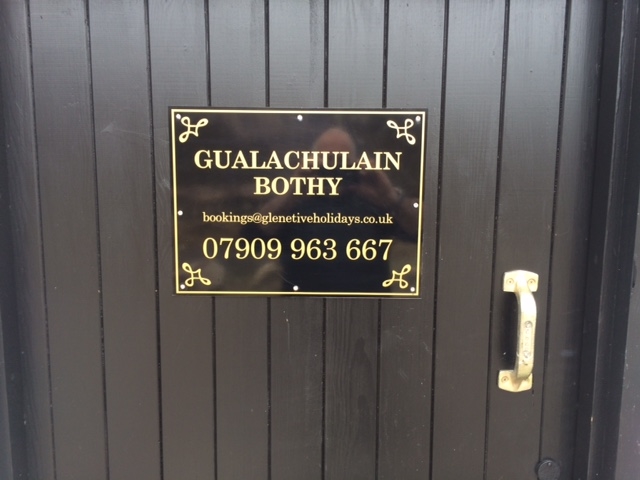 GUALACHULAIN
BOTHY
bookings@glenetiveholidays.co.uk
07909 963 667